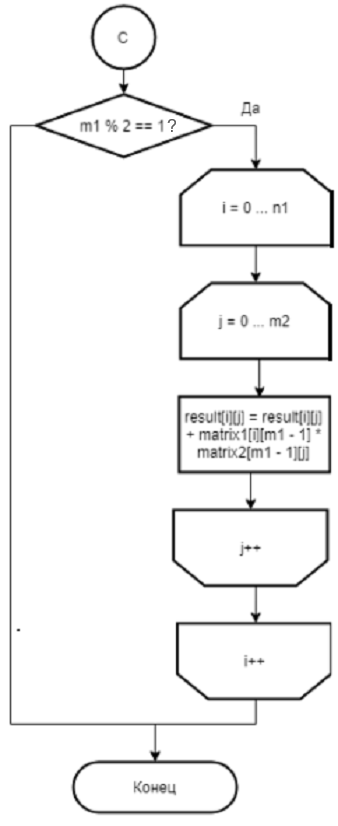 С
m1 % 2 == 1?
Да
i = 0 ... n1
j = 0 ... m2
result[i][j] = result[i][j]
+ matrix1[i][m1 - 1] *
matrix2[m1 - 1][j]
j++
i++
Конец